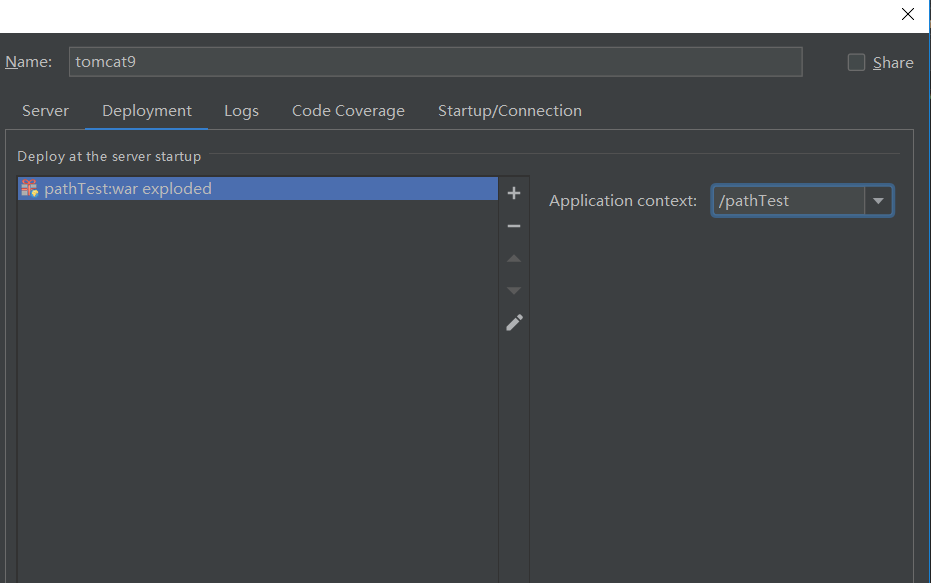 Name: tomcat9 Share
Server Deployment Logs Code Coverage Startup/Connection
Deploy at the server startup
pathTest:war exploded
Application context: /pathTest